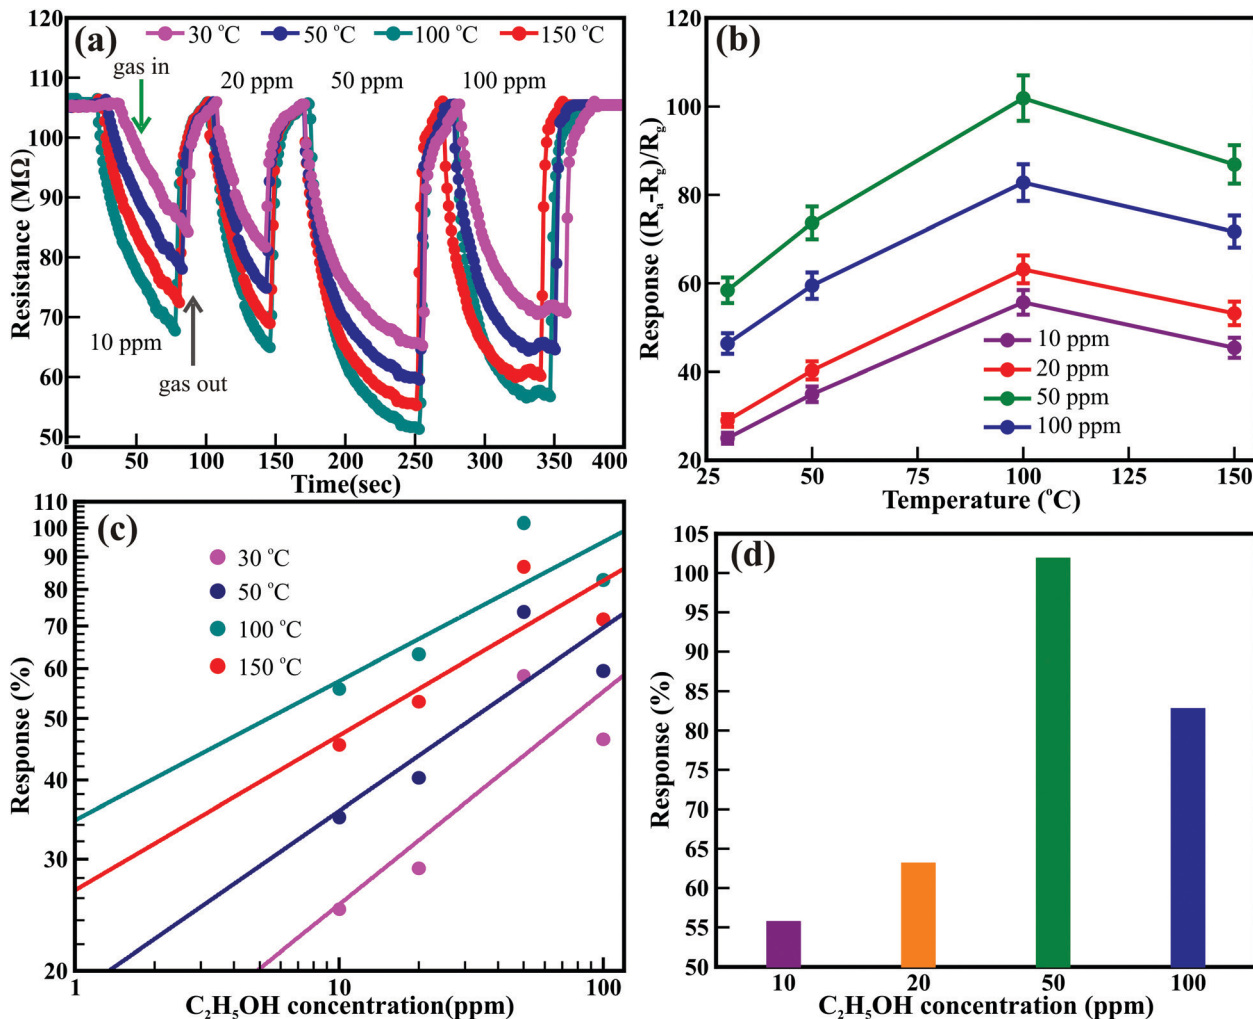 (a)
30 °C
50 °C
100 °C
150 °C
gas in
20 ppm
50 ppm
100 ppm
10 ppm
gas out
110
100
90
80
70
60
50
Resistance (MΩ)
0 50 100 150 200 250 300 350 400
Time(sec)
(b)
100
80
60
40
20
Response ((Rₐ-R_g)/R_g)
10 ppm
20 ppm
50 ppm
100 ppm
25 50 75 100 125 150
Temperature (°C)
(c)
30 °C
50 °C
100 °C
150 °C
110
100
90
80
70
60
50
40
30
20
Response (%)
1 10 100
C₂H₅OH concentration(ppm)
(d)
105
100
95
90
85
80
75
70
65
60
55
50
Response (%)
10 20 50 100
C₂H₅OH concentration (ppm)